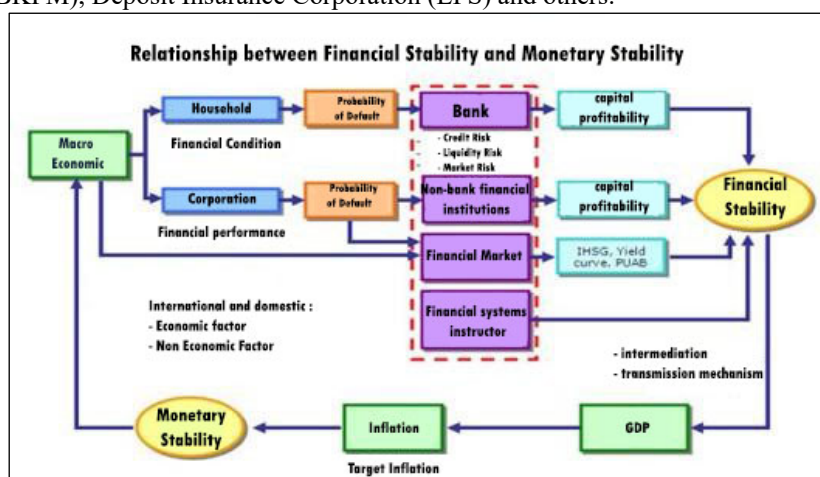 BKPM), Deposit Insurance Corporation (LPS) and others.
Relationship between Financial Stability and Monetary Stability
Household
Financial Condition
Probability
of Default
Bank
- Credit Risk
- Liquidity Risk
- Market Risk
capital
profitability
Macro
Economic
Corporation
Financial performance
Probability
of Default
Non-bank financial
institutions
capital
profitability
Financial
Stability
Financial Market
IHSG, Yield
curve, PUAB
International and domestic :
- Economic factor
- Non Economic Factor
Financial systems
instructor
- intermediation
- transmission mechanism
Monetary
Stability
Inflation
Target Inflation
GDP